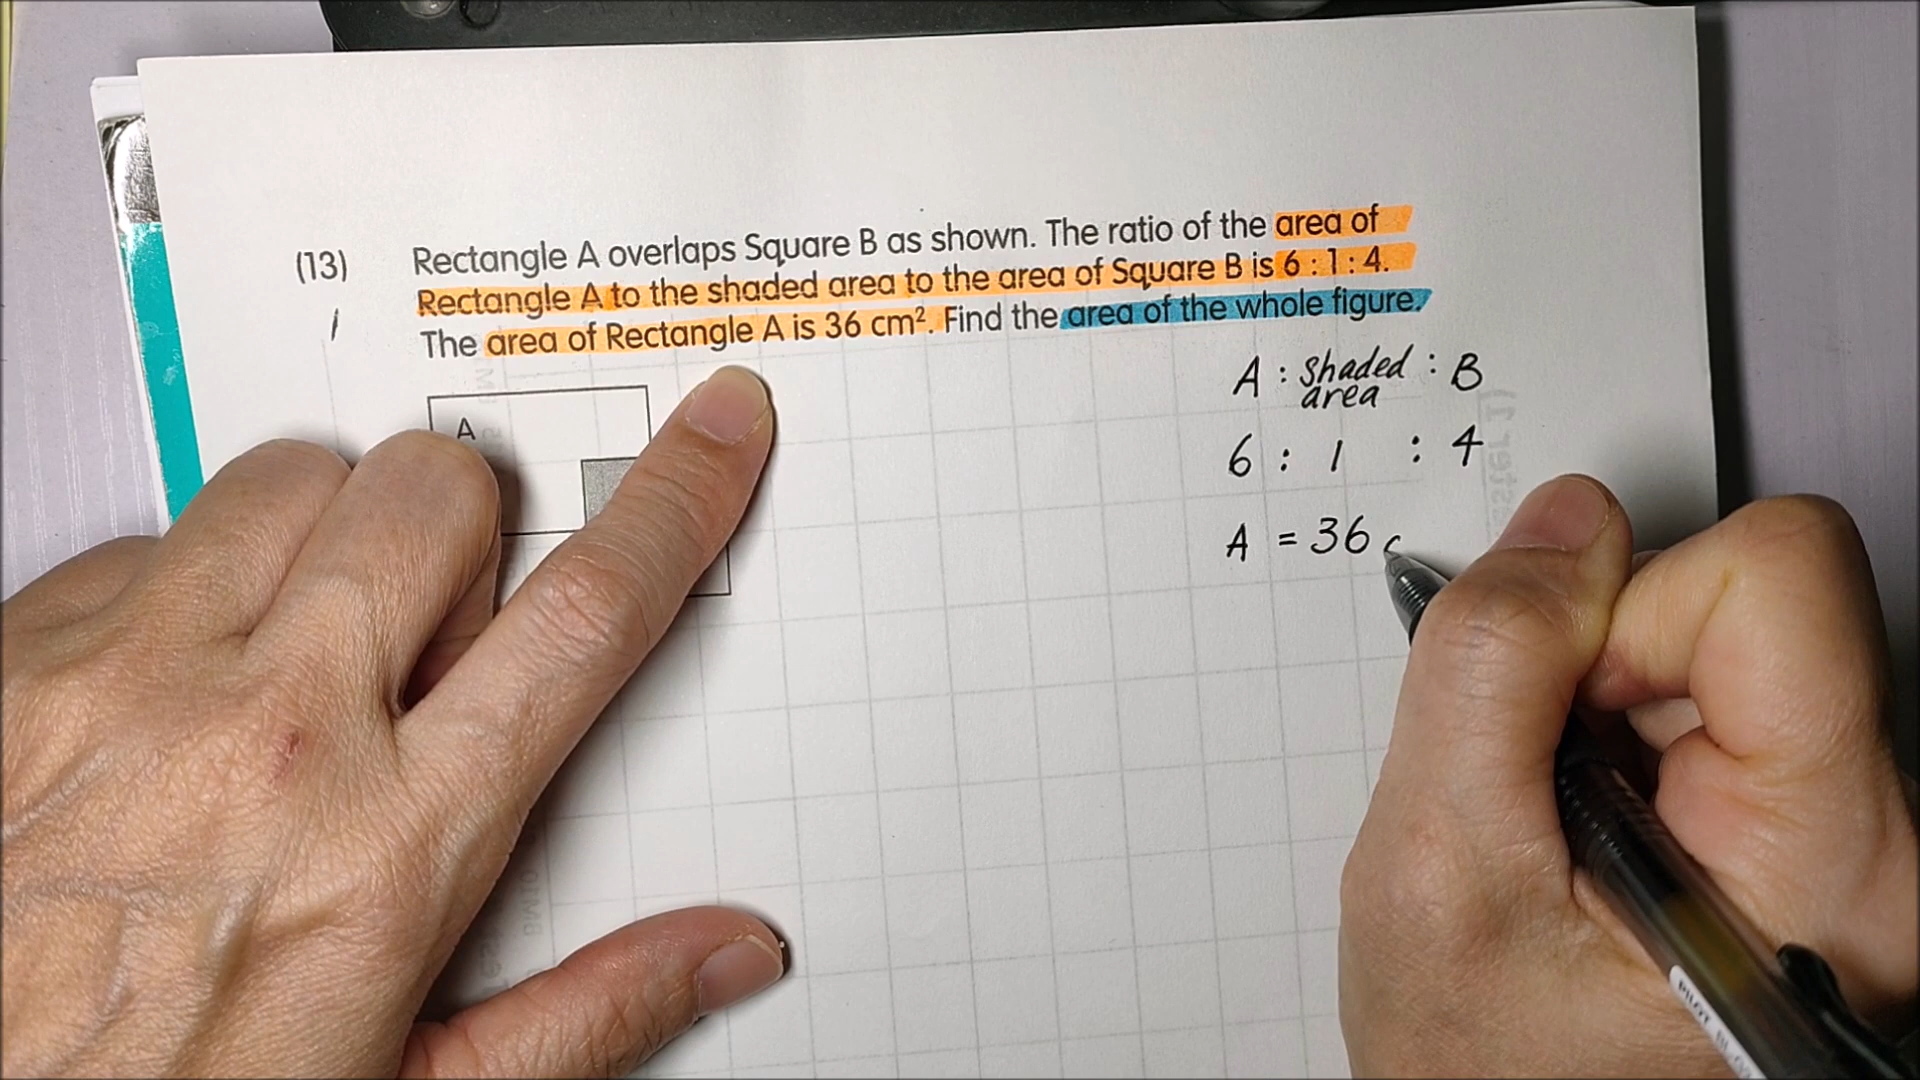 (13) Rectangle A overlaps Square B as shown. The ratio of the area of
Rectangle A to the shaded area to the area of Square B is 6 : 1 : 4.
The area of Rectangle A is 36 cm². Find the area of the whole figure.
A
A : shaded area : B
6 : 1 : 4
A = 36 c
PILOT